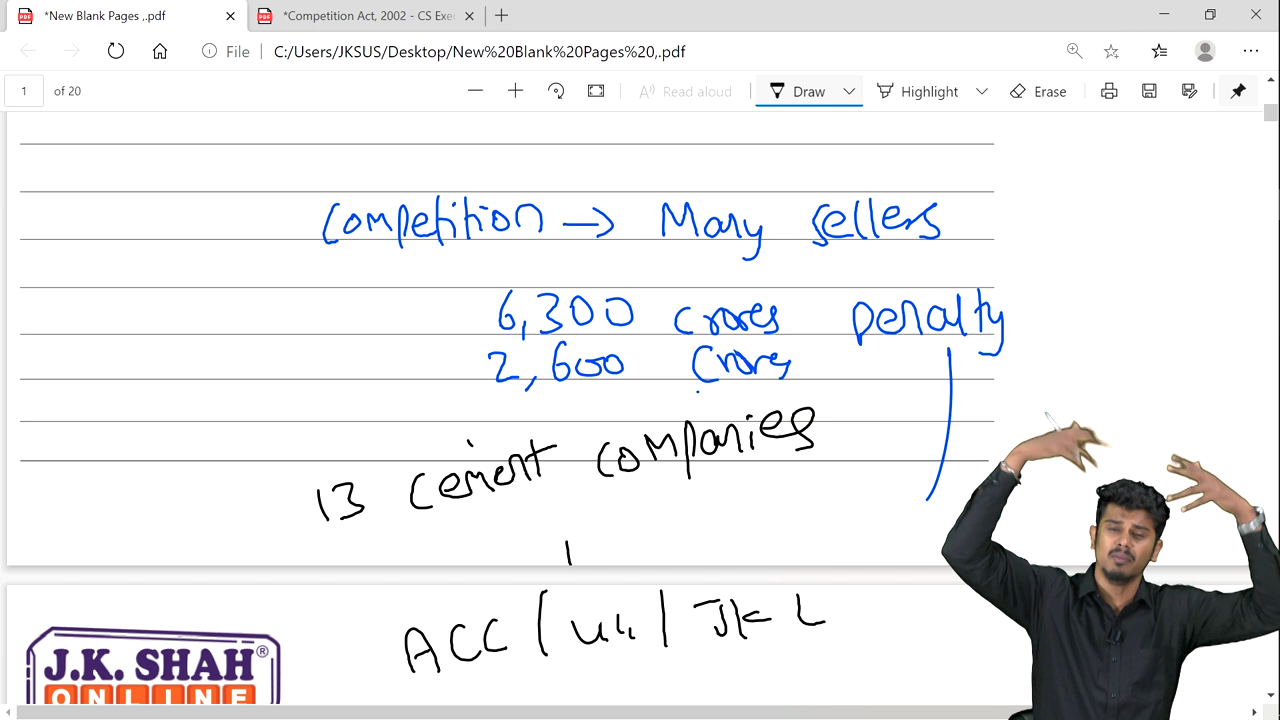 *New Blank Pages ,.pdf
*Competition Act, 2002 - CS Exec
File C:/Users/JKSUS/Desktop/New%20Blank%20Pages%20,.pdf
1 of 20 Read aloud Draw Highlight Erase
Competition → Many sellers
6,300 crores penalty
2,600 crores
13 cement companies
ACC / / JK L
J.K. SHAH®
ONLINE